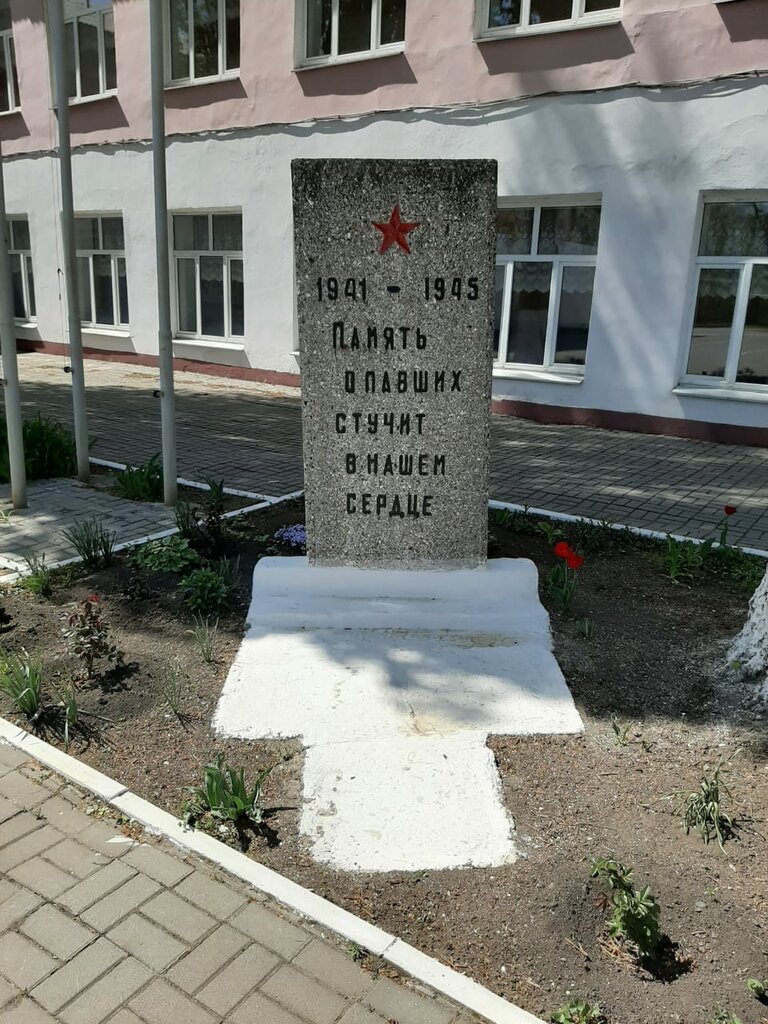 1941 - 1945
Память
о павших
стучит
в нашем
сердце